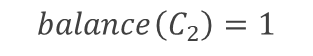 balance(C₂) = 1